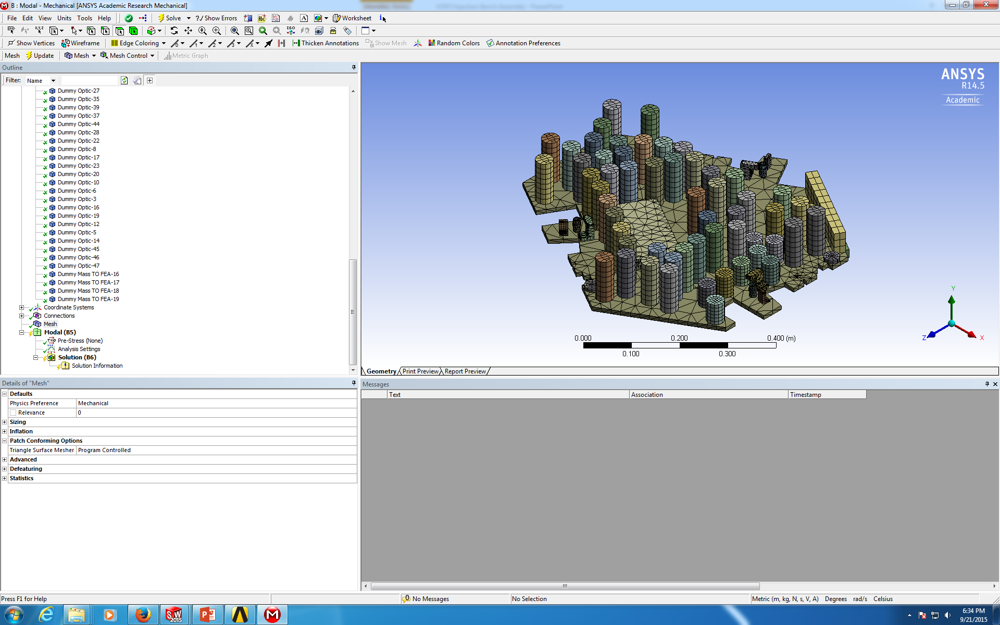 B : Modal - Mechanical [ANSYS Academic Research Mechanical]
File Edit View Units Tools Help Solve ?/ Show Errors Worksheet
Show Vertices Wireframe Edge Coloring Thicken Annotations Show Mesh Random Colors Annotation Preferences
Mesh Update Mesh Mesh Control Metric Graph
Outline
Filter: Name
Dummy Optic-27
Dummy Optic-35
Dummy Optic-39
Dummy Optic-37
Dummy Optic-44
Dummy Optic-28
Dummy Optic-22
Dummy Optic-8
Dummy Optic-17
Dummy Optic-23
Dummy Optic-20
Dummy Optic-10
Dummy Optic-6
Dummy Optic-3
Dummy Optic-16
Dummy Optic-19
Dummy Optic-12
Dummy Optic-5
Dummy Optic-14
Dummy Optic-45
Dummy Optic-46
Dummy Optic-47
Dummy Mass TO FEA-16
Dummy Mass TO FEA-17
Dummy Mass TO FEA-18
Dummy Mass TO FEA-19
Coordinate Systems
Connections
Mesh
Modal (B5)
Pre-Stress (None)
Analysis Settings
Solution (B6)
Solution Information
ANSYS
R14.5
Academic
Y
Z
X
0.000 0.200 0.400 (m)
0.100 0.300
Geometry Print Preview Report Preview
Details of "Mesh"
Defaults
Physics Preference Mechanical
Relevance 0
Sizing
Inflation
Patch Conforming Options
Triangle Surface Mesher Program Controlled
Advanced
Defeaturing
Statistics
Messages
Text Association Timestamp
Press F1 for Help
No Messages
No Selection
Metric (m, kg, N, s, V, A) Degrees rad/s Celsius
6:34 PM
9/21/2015